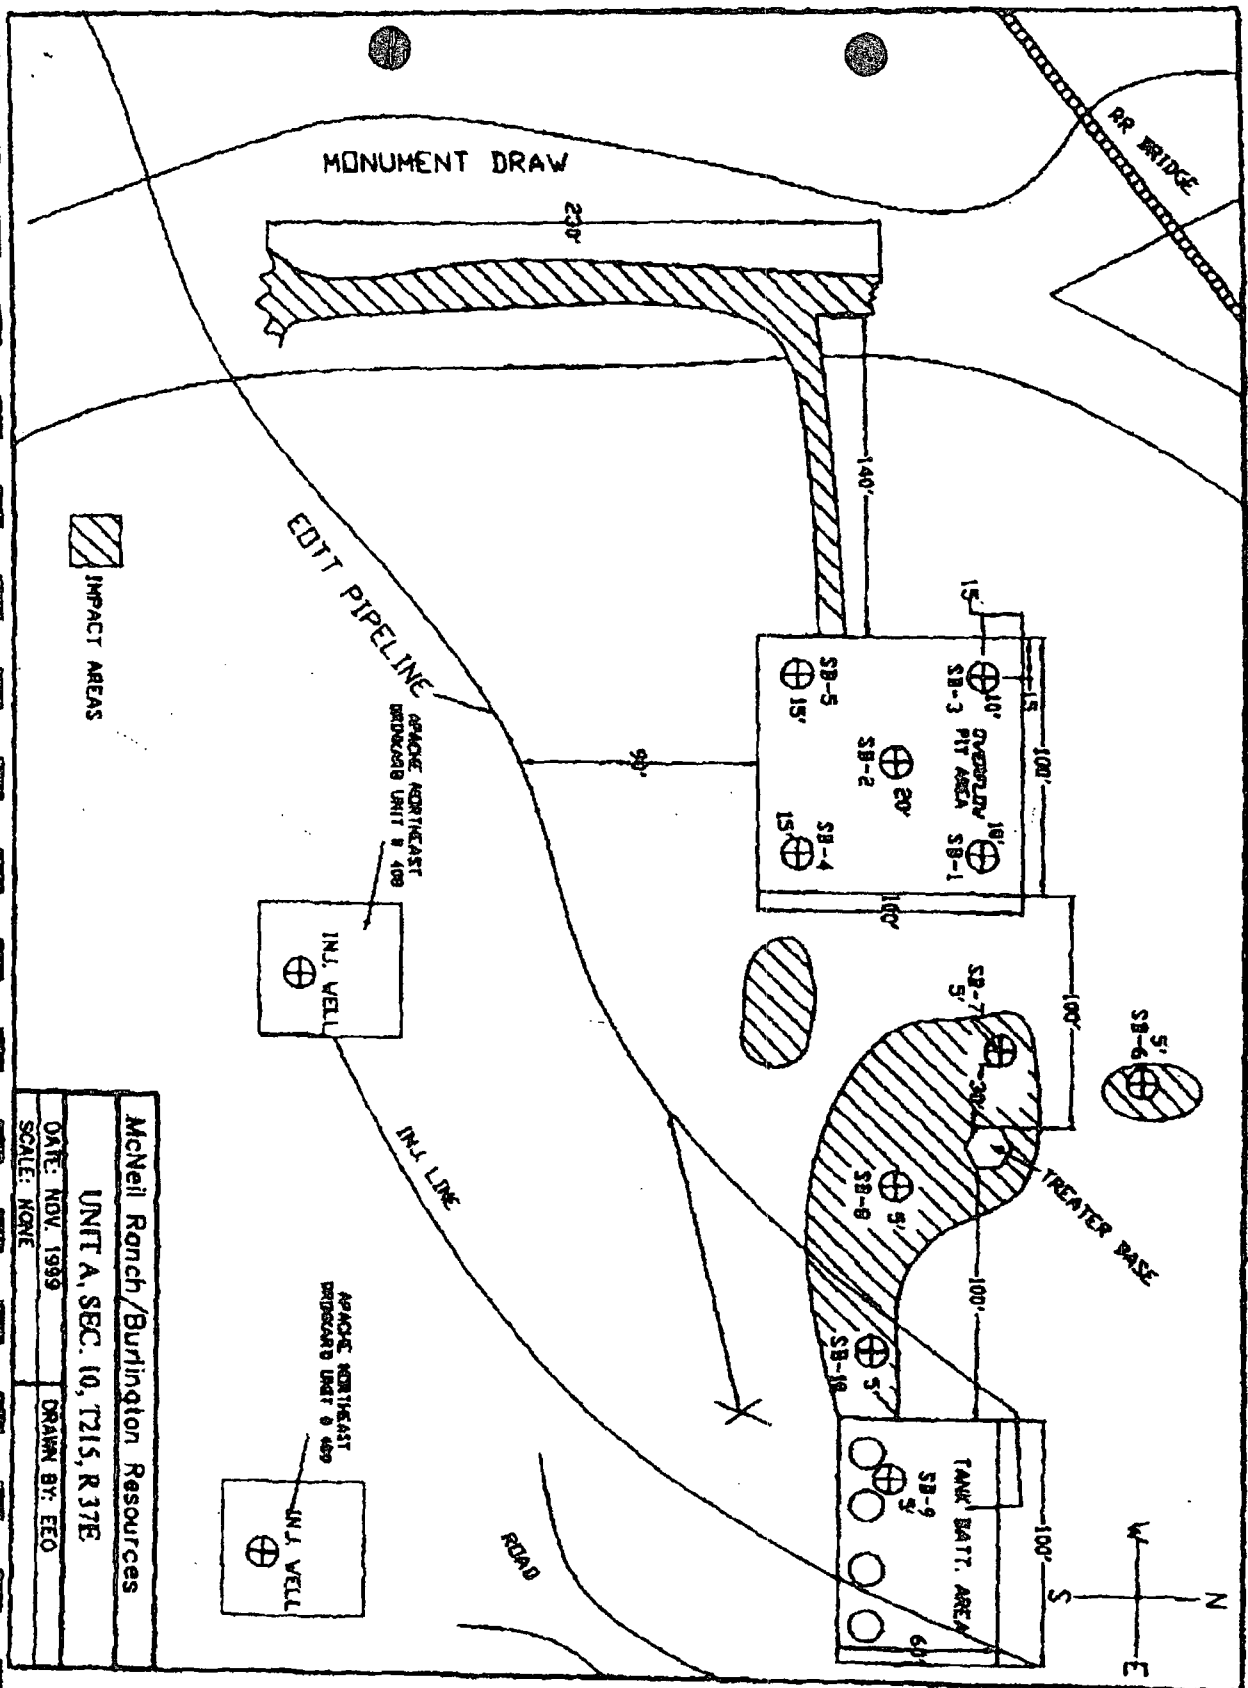 MONUMENT DRAW
RR BRIDGE
230'
140'
EOTT PIPELINE
IMPACT AREAS
15'
15
100'
10'
SB-3
OVERFLOW
PIT AREA
SB-1
SB-2
20'
SB-5
15'
SB-4
15'
100'
90'
100'
SB-7
5'
30'
5'
SB-6
TREATER BASE
SB-8
5'
100'
SB-10
5'
TANK BATT. AREA
SB-9
5'
100'
60'
APACHE NORTHEAST
DRINKARD UNIT # 408
INJ. WELL
INJ. LINE
APACHE NORTHEAST
DRINKARD UNIT # 409
INJ. WELL
ROAD
N
W
E
S
McNeil Ranch/Burlington Resources
UNIT A, SEC. 10, T21S, R37E
DATE: NOV. 1999
DRAWN BY: EEO
SCALE: NONE